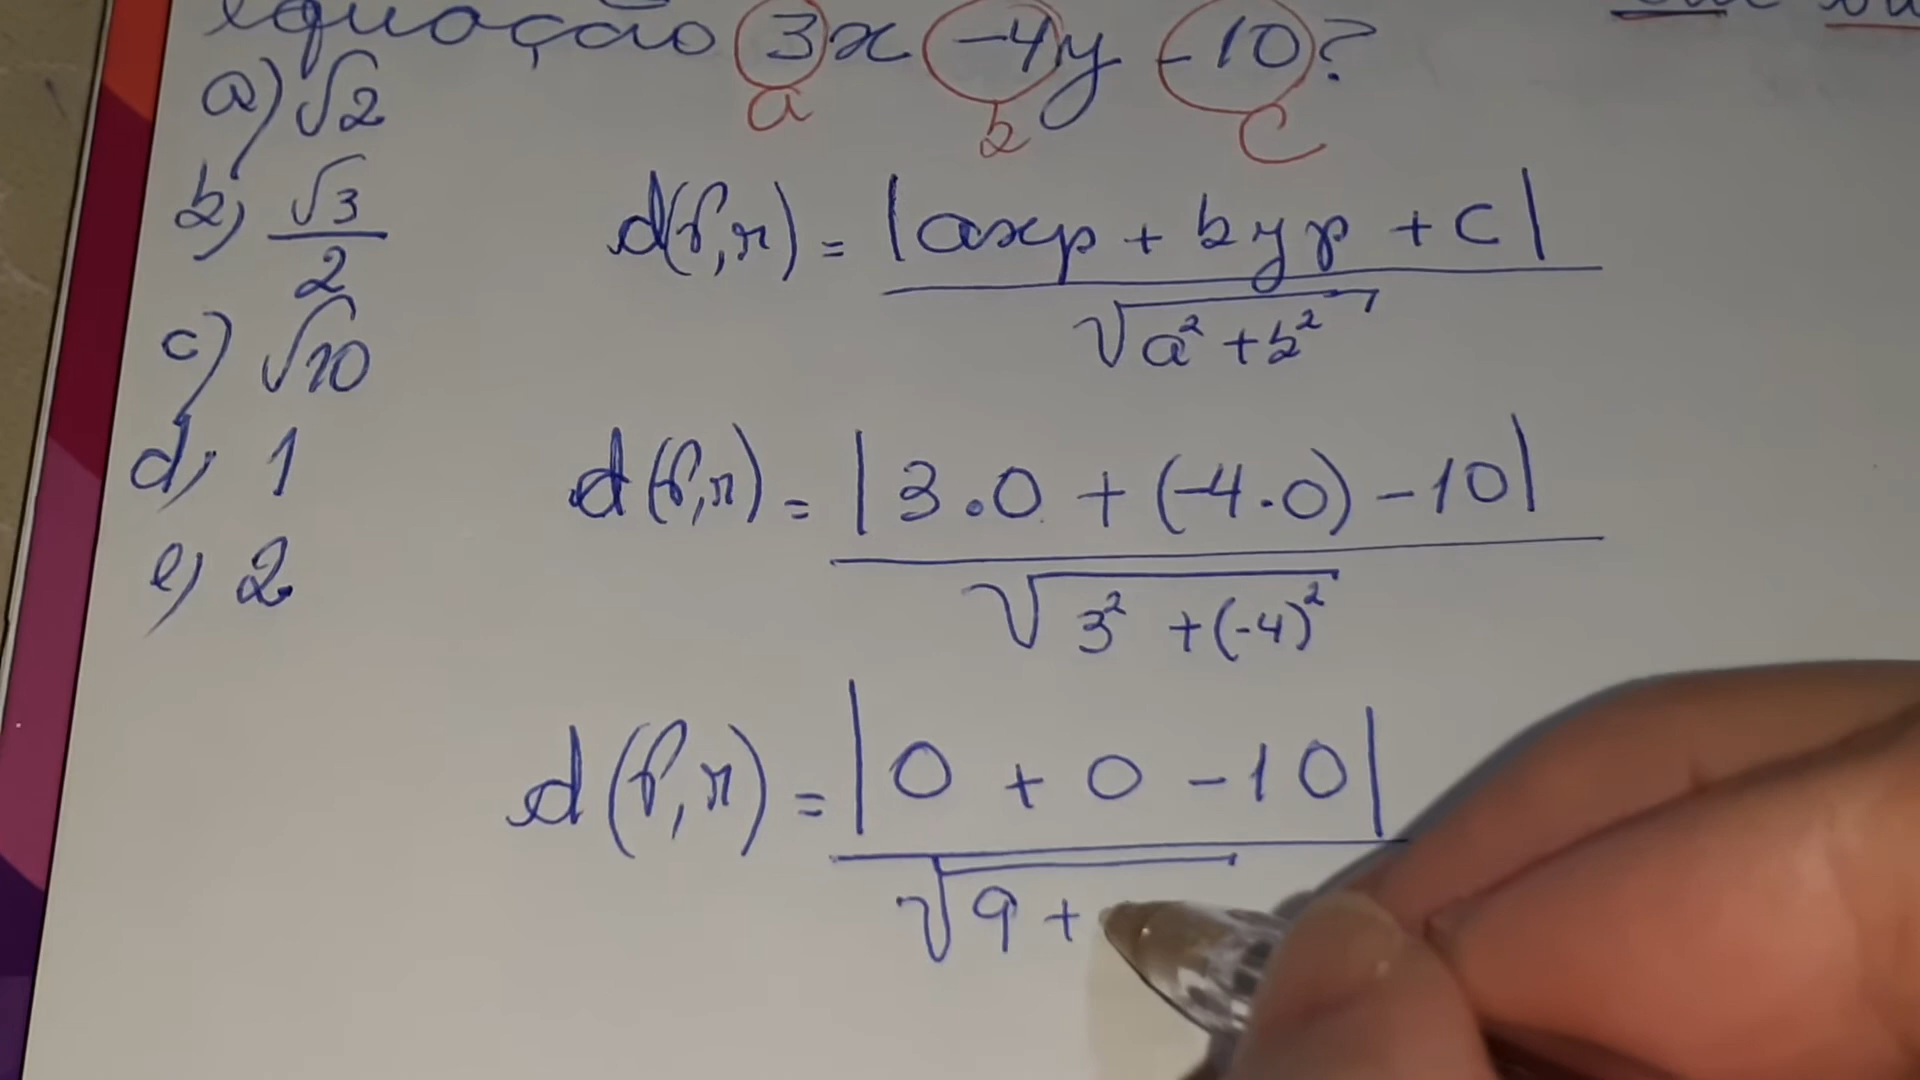 equação 3x -4y -10?
a b c
a) √2
b) √3/2
c) √10
d) 1
e) 2
d(P,r) = |axp + byp + c|
√a² + b²
d(P,r) = |3.0 + (-4.0) - 10|
√3² + (-4)²
d(P,r) = |0 + 0 - 10|
√9 +